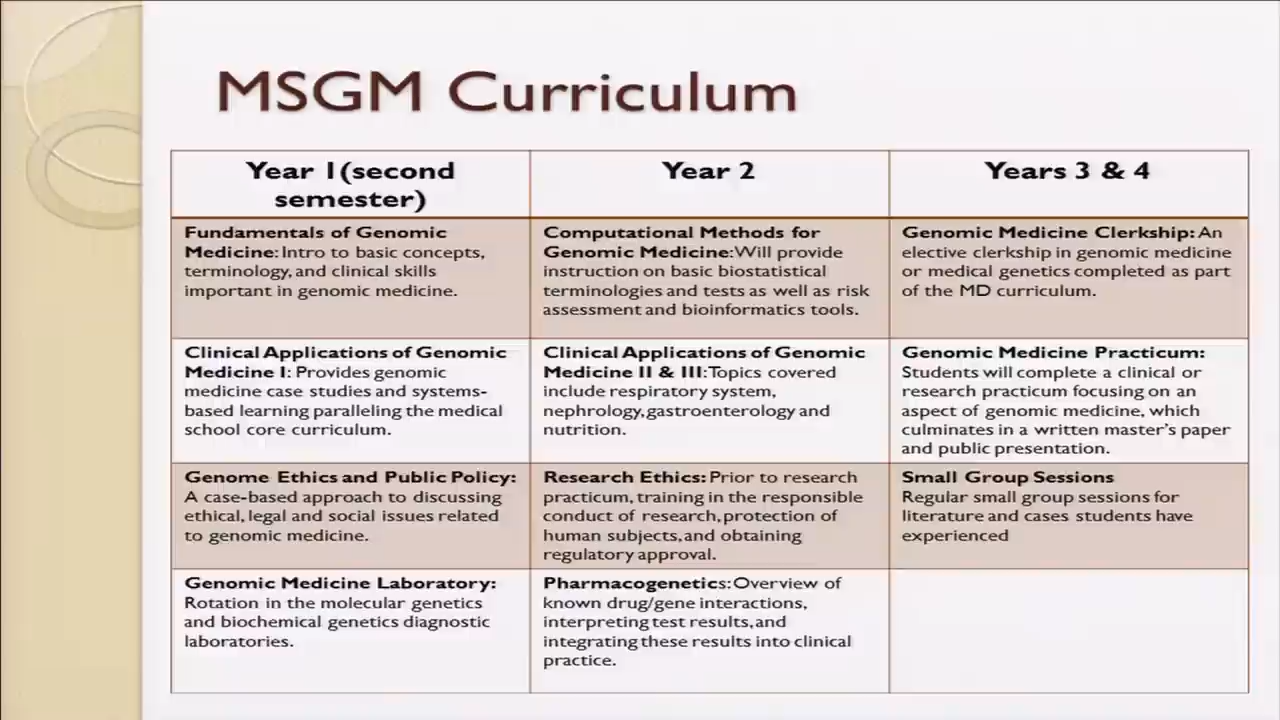 MSGM Curriculum
Year 1(second
semester)
Year 2
Years 3 & 4
Fundamentals of Genomic
Medicine: Intro to basic concepts,
terminology, and clinical skills
important in genomic medicine.
Computational Methods for
Genomic Medicine: Will provide
instruction on basic biostatistical
terminologies and tests as well as risk
assessment and bioinformatics tools.
Genomic Medicine Clerkship: An
elective clerkship in genomic medicine
or medical genetics completed as part
of the MD curriculum.
Clinical Applications of Genomic
Medicine I: Provides genomic
medicine case studies and systems-
based learning paralleling the medical
school core curriculum.
Clinical Applications of Genomic
Medicine II & III: Topics covered
include respiratory system,
nephrology, gastroenterology and
nutrition.
Genomic Medicine Practicum:
Students will complete a clinical or
research practicum focusing on an
aspect of genomic medicine, which
culminates in a written master's paper
and public presentation.
Genome Ethics and Public Policy:
A case-based approach to discussing
ethical, legal and social issues related
to genomic medicine.
Research Ethics: Prior to research
practicum, training in the responsible
conduct of research, protection of
human subjects, and obtaining
regulatory approval.
Small Group Sessions
Regular small group sessions for
literature and cases students have
experienced
Genomic Medicine Laboratory:
Rotation in the molecular genetics
and biochemical genetics diagnostic
laboratories.
Pharmacogenetics: Overview of
known drug/gene interactions,
interpreting test results, and
integrating these results into clinical
practice.